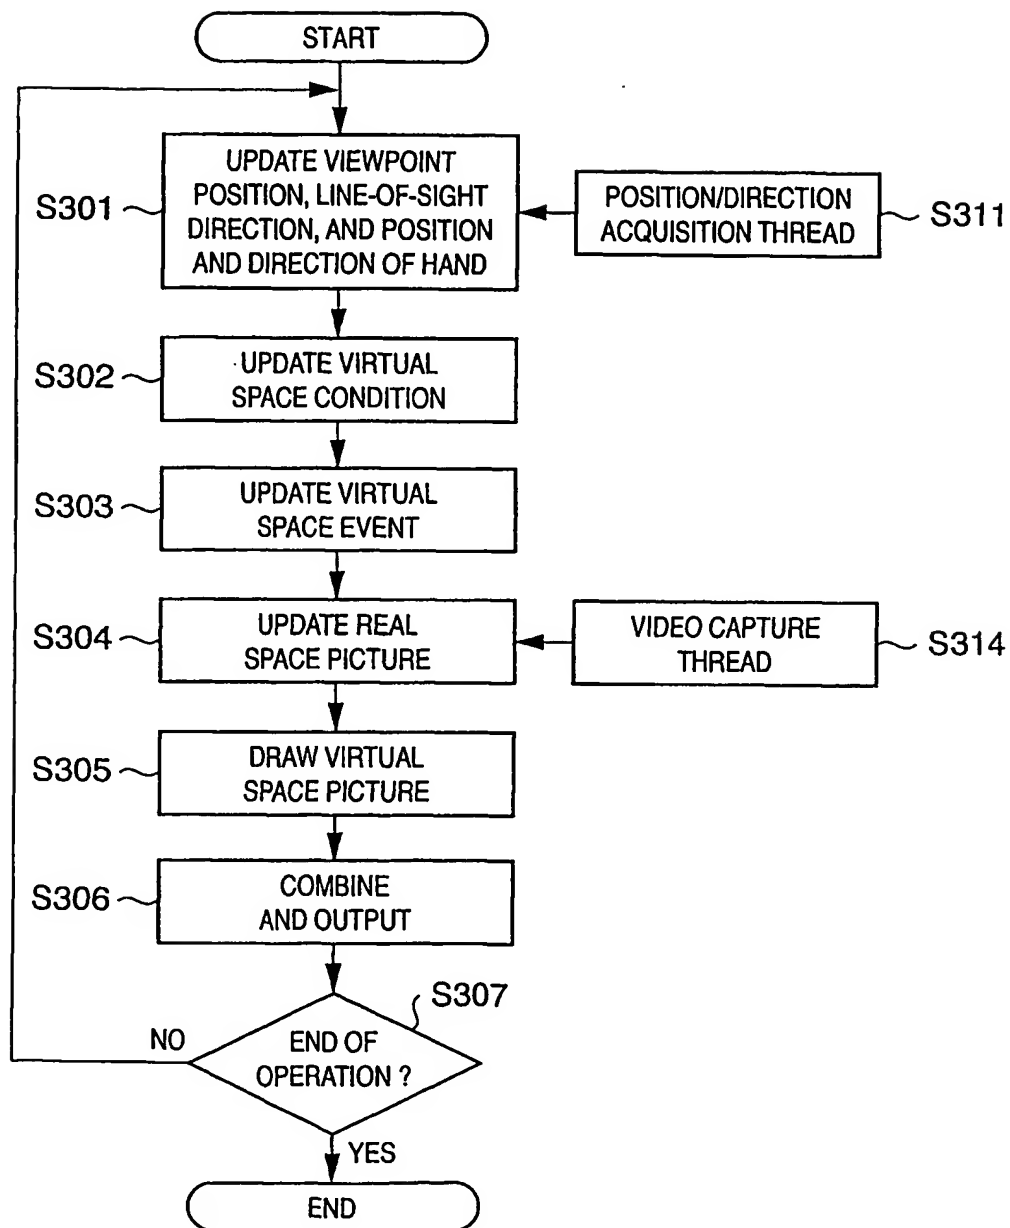 START
S301
UPDATE VIEWPOINT
POSITION, LINE-OF-SIGHT
DIRECTION, AND POSITION
AND DIRECTION OF HAND
POSITION/DIRECTION
ACQUISITION THREAD
S311
S302
UPDATE VIRTUAL
SPACE CONDITION
S303
UPDATE VIRTUAL
SPACE EVENT
S304
UPDATE REAL
SPACE PICTURE
VIDEO CAPTURE
THREAD
S314
S305
DRAW VIRTUAL
SPACE PICTURE
S306
COMBINE
AND OUTPUT
S307
NO
END OF
OPERATION ?
YES
END